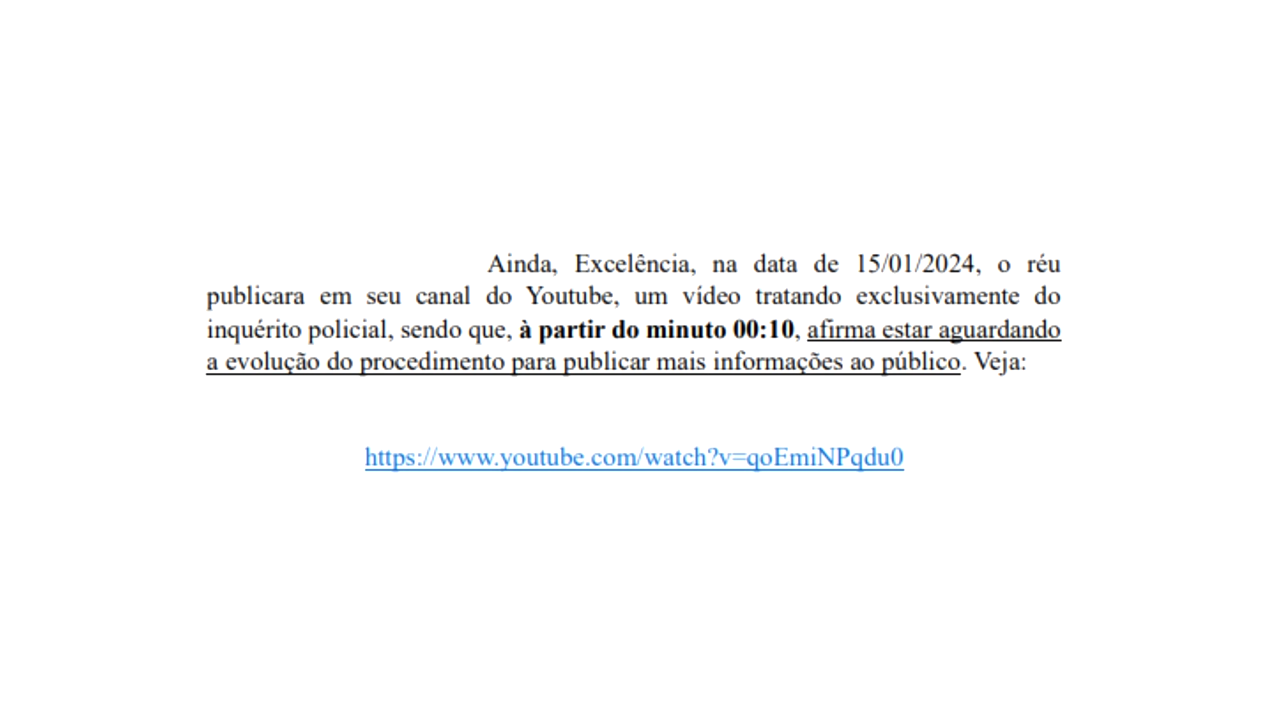 Ainda, Excelência, na data de 15/01/2024, o réu
publicara em seu canal do Youtube, um vídeo tratando exclusivamente do
inquérito policial, sendo que, à partir do minuto 00:10, afirma estar aguardando
a evolução do procedimento para publicar mais informações ao público. Veja:
https://www.youtube.com/watch?v=qoEmiNPqdu0